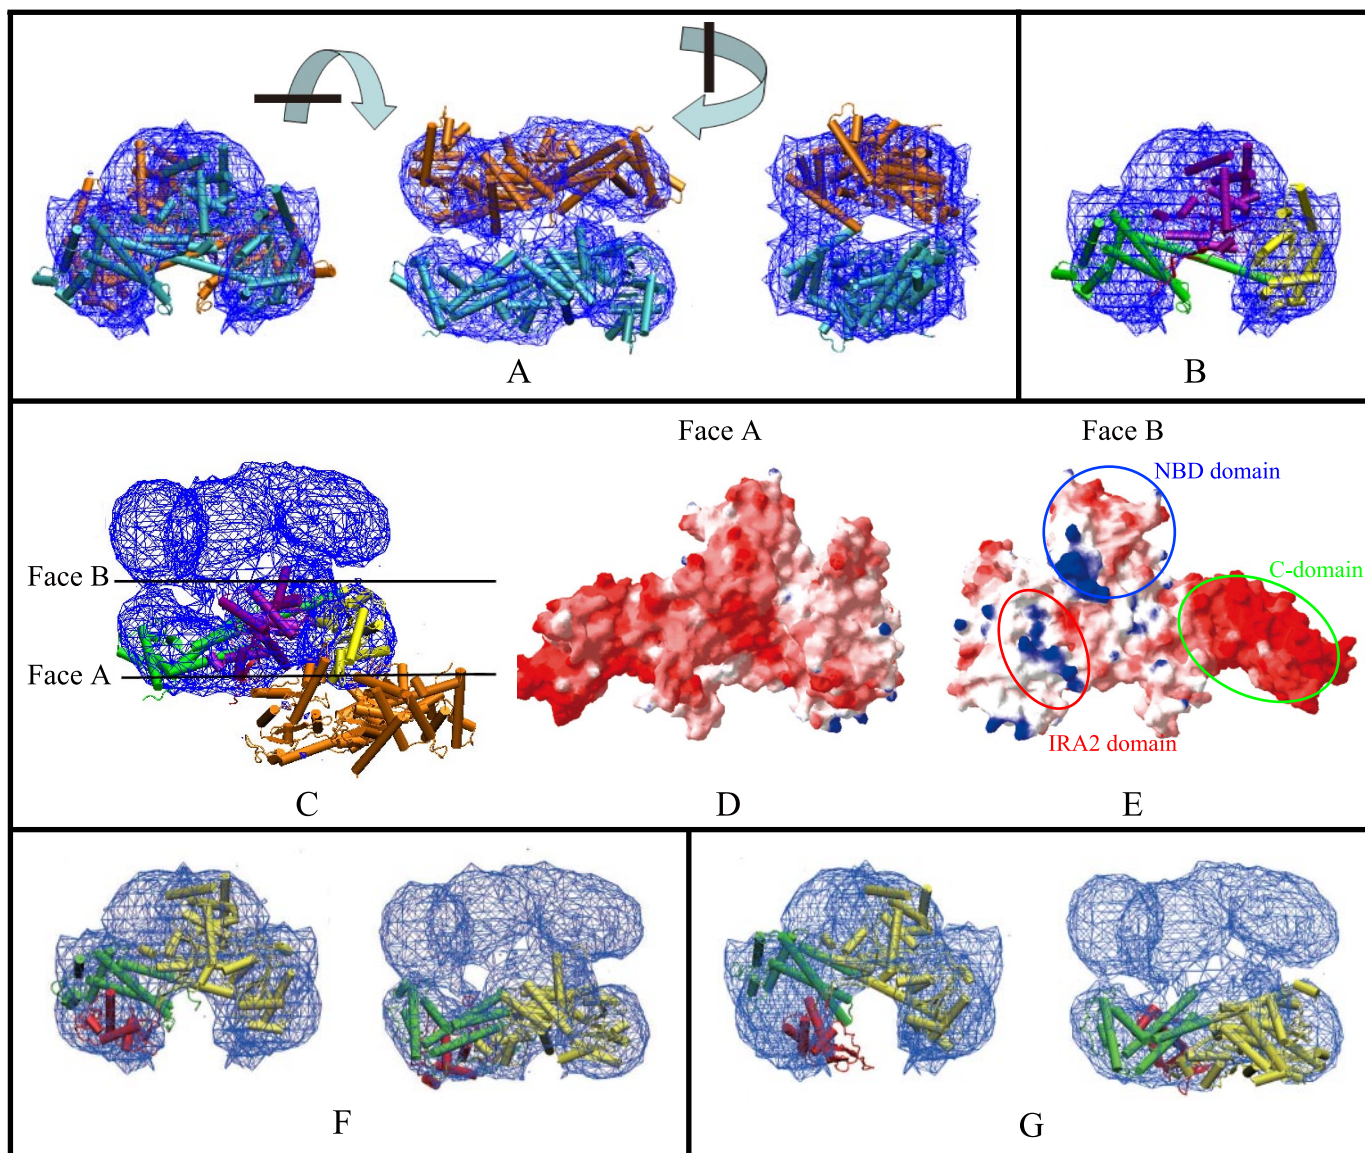 A
B
Face A
Face B
NBD domain
Face B
C-domain
Face A
IRA2 domain
C
D
E
F
G